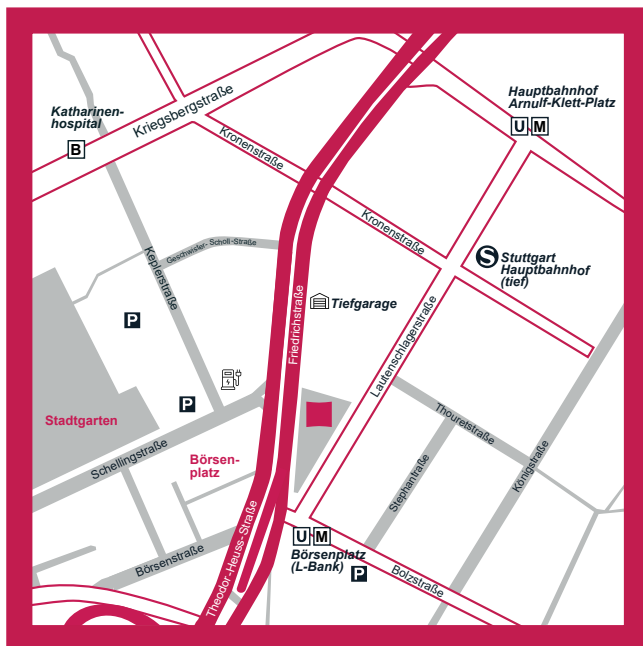 Hauptbahnhof
Arnulf-Klett-Platz
U M
Katharinen-
hospital
B
Kriegsbergstraße
Kronenstraße
Kronenstraße
Geschwister- Scholl-Straße
Keplerstraße
S
Stuttgart
Hauptbahnhof
(tief)
Tiefgarage
Friedrichstraße
P
Lautenschlagerstraße
P
Stadtgarten
Schellingstraße
Börsen-
platz
Thouretstraße
Stephanstraße
Königstraße
U M
Börsenplatz
(L-Bank)
P
Bolzstraße
Börsenstraße
Theodor-Heuss-Straße